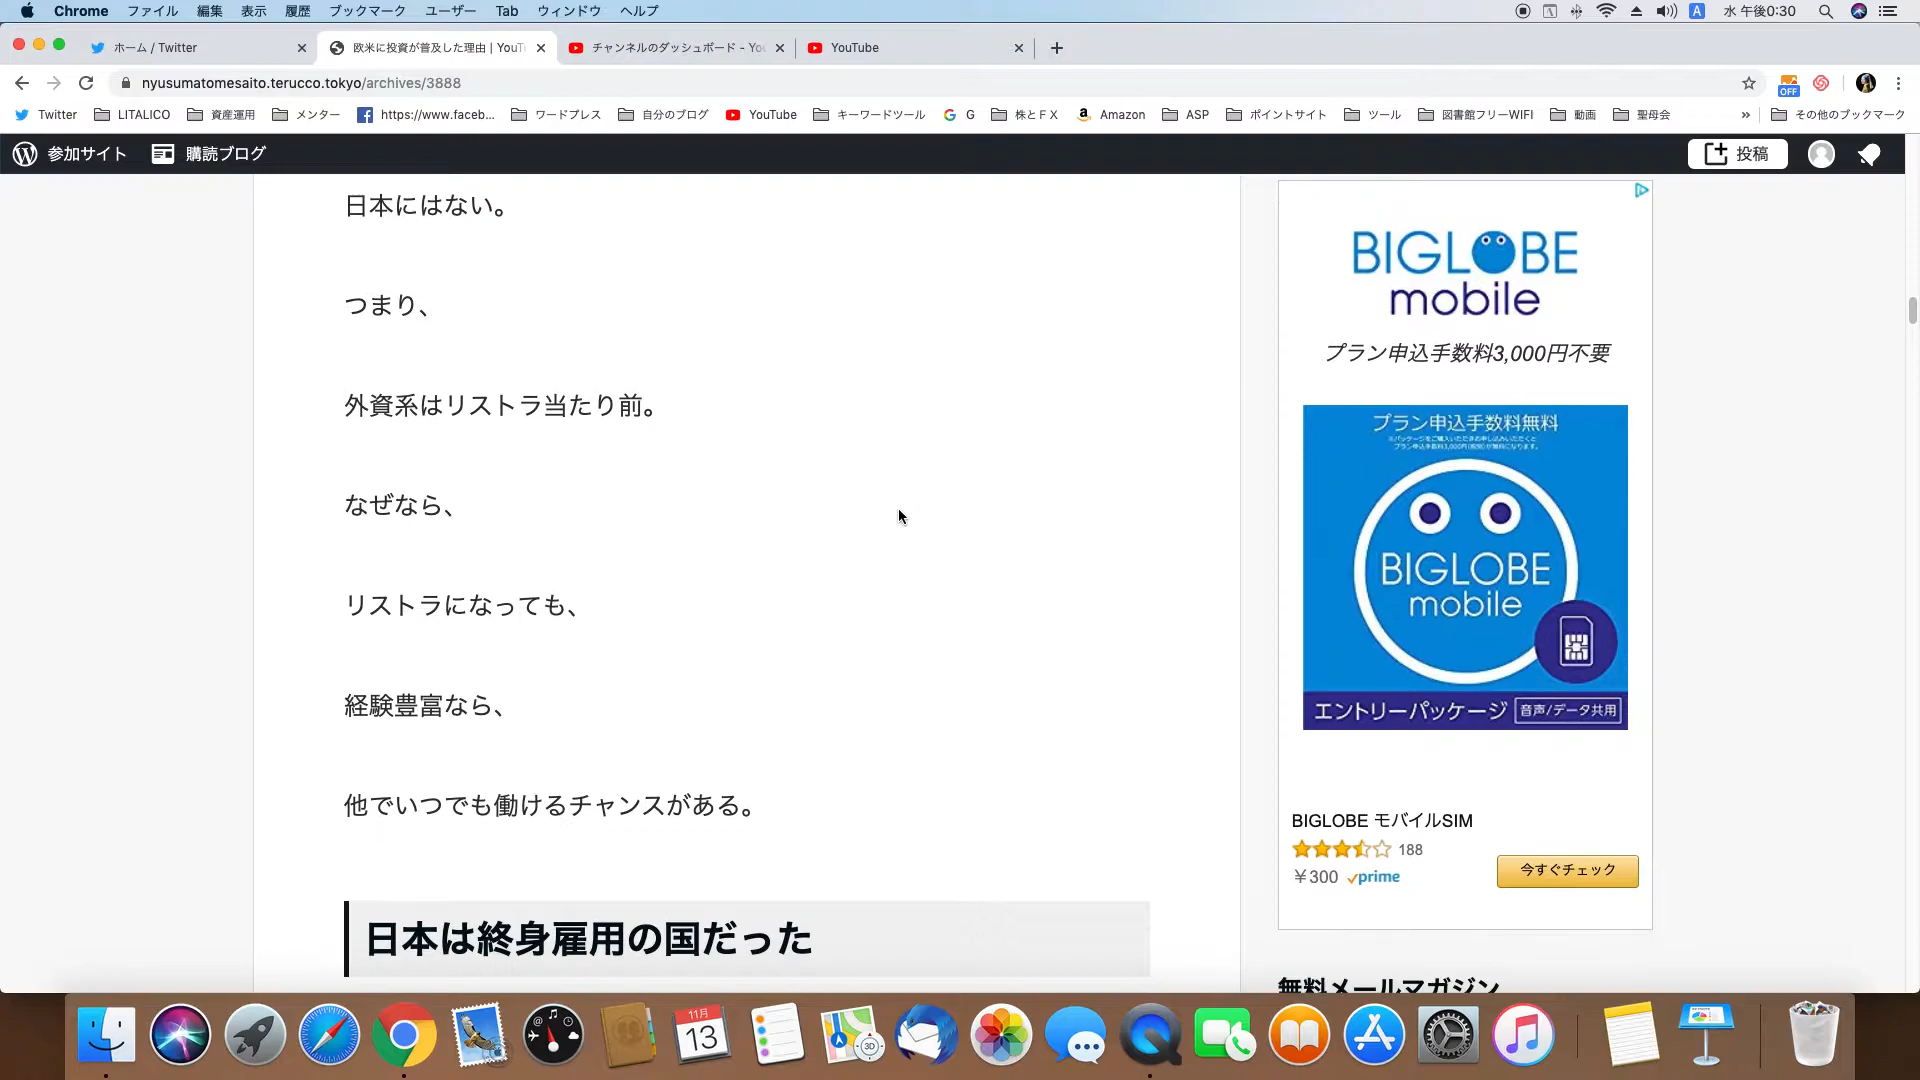 Chrome ファイル 編集 表示 履歴 ブックマーク ユーザー Tab ウィンドウ ヘルプ A 水 午後0:30
ホーム / Twitter 欧米に投資が普及した理由 | YouT チャンネルのダッシュボード - Yo YouTube
nyusumatomesaito.terucco.tokyo/archives/3888 OFF
Twitter LITALICO 資産運用 メンター https://www.faceb... ワードプレス 自分のブログ YouTube キーワードツール G 株とＦＸ Amazon ASP ポイントサイト ツール 図書館フリーWIFI 動画 聖母会 » その他のブックマーク
参加サイト 購読ブログ 投稿
日本にはない。
つまり、
外資系はリストラ当たり前。
なぜなら、
リストラになっても、
経験豊富なら、
他でいつでも働けるチャンスがある。
日本は終身雇用の国だった
BIGLOBE
mobile
プラン申込手数料3,000円不要
プラン申込手数料無料
BIGLOBE
mobile
エントリーパッケージ 音声/データ共用
BIGLOBE モバイルSIM
188
￥300 prime
今すぐチェック
無料メールマガジン
11月
13
3D